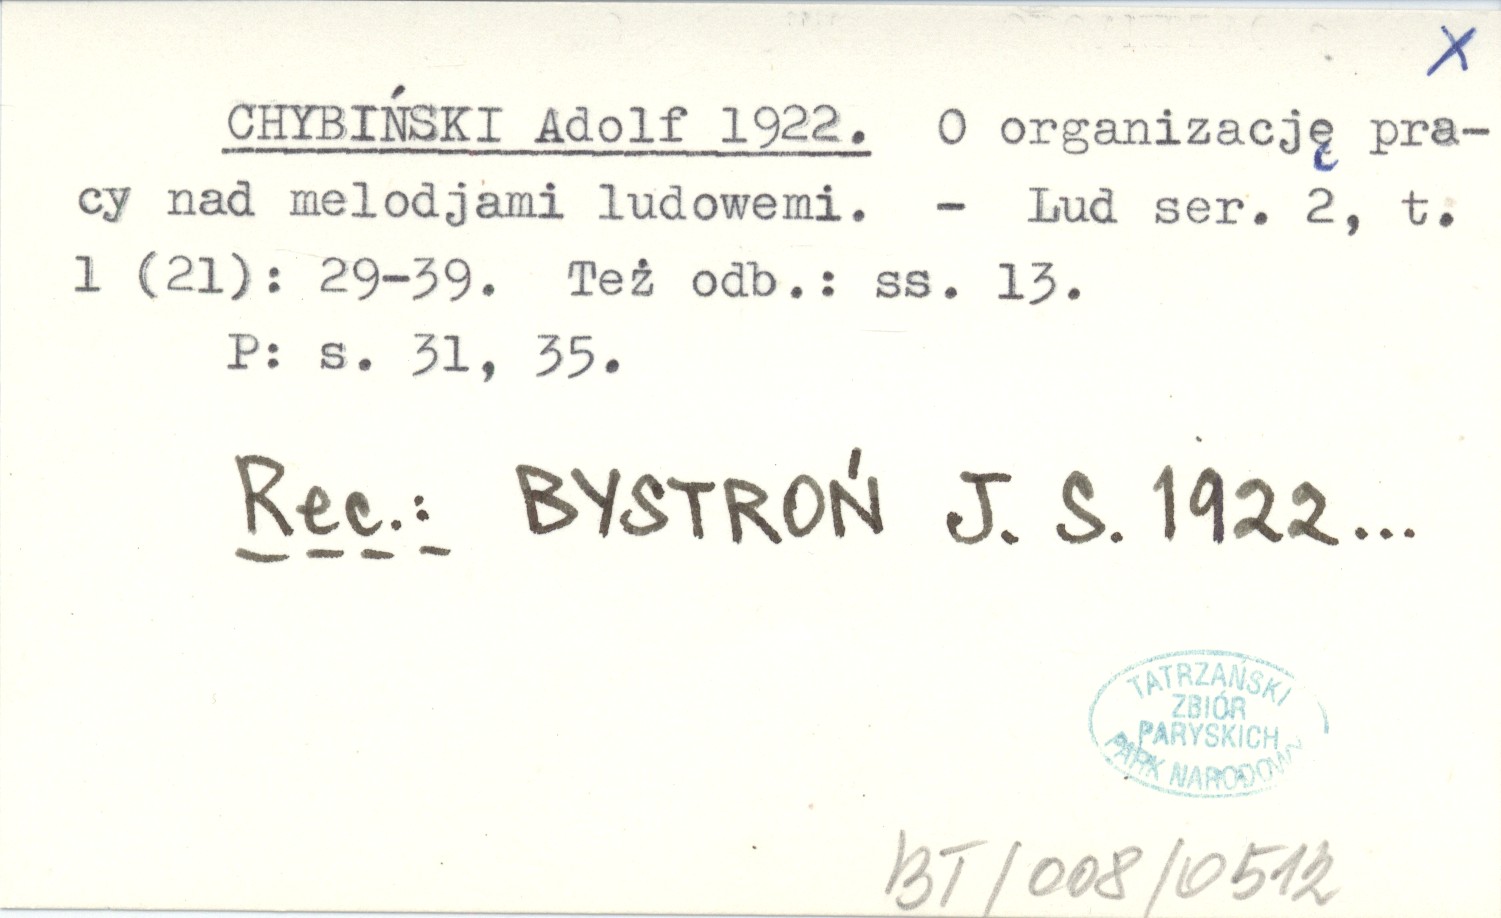 X
CHYBIŃSKI Adolf 1922. O organizację pra-
cy nad melodjami ludowemi. - Lud ser. 2, t.
1 (21): 29-39. Też odb.: ss. 13.
P: s. 31, 35.
Rec.: BYSTROŃ J. S. 1922...
TATRZAŃSKI
ZBIÓR
PARYSKICH
PARK NARODOWY
BT/008/0512